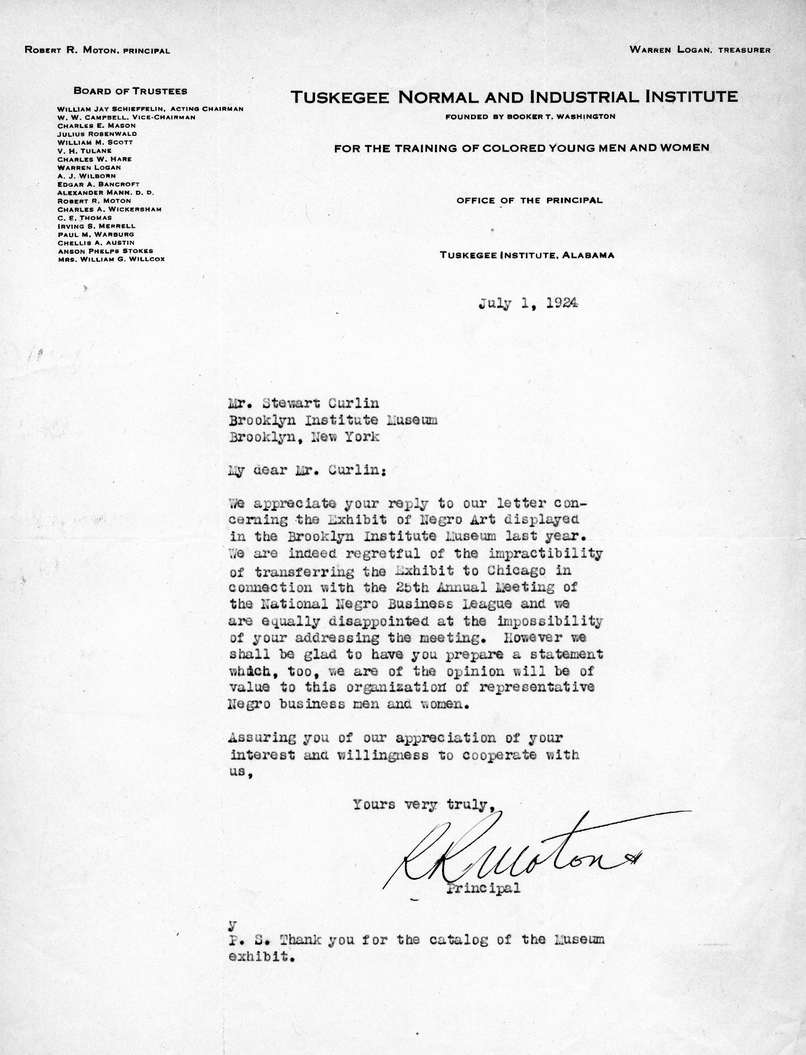 ROBERT R. MOTON, PRINCIPAL
WARREN LOGAN, TREASURER
BOARD OF TRUSTEES
WILLIAM JAY SCHIEFFELIN, ACTING CHAIRMAN
W. W. CAMPBELL, VICE-CHAIRMAN
CHARLES E. MASON
JULIUS ROSENWALD
WILLIAM M. SCOTT
V. H. TULANE
CHARLES W. HARE
WARREN LOGAN
A. J. WILBORN
EDGAR A. BANCROFT
ALEXANDER MANN, D. D.
ROBERT R. MOTON
CHARLES A. WICKERSHAM
C. E. THOMAS
IRVING S. MERRELL
PAUL M. WARBURG
CHELLIS A. AUSTIN
ANSON PHELPS STOKES
MRS. WILLIAM G. WILLCOX
TUSKEGEE NORMAL AND INDUSTRIAL INSTITUTE
FOUNDED BY BOOKER T. WASHINGTON
FOR THE TRAINING OF COLORED YOUNG MEN AND WOMEN
OFFICE OF THE PRINCIPAL
TUSKEGEE INSTITUTE, ALABAMA
July 1, 1924
Mr. Stewart Curlin
Brooklyn Institute Museum
Brooklyn, New York
My dear Mr. Curlin:
We appreciate your reply to our letter con-
cerning the Exhibit of Negro Art displayed
in the Brooklyn Institute Museum last year.
We are indeed regretful of the impractibility
of transferring the Exhibit to Chicago in
connection with the 25th Annual Meeting of
the National Negro Business League and we
are equally disappointed at the impossibility
of your addressing the meeting. However we
shall be glad to have you prepare a statement
which, too, we are of the opinion will be of
value to this organization of representative
Negro business men and women.
Assuring you of our appreciation of your
interest and willingness to cooperate with
us,
Yours very truly,
RRMoton
Principal
y
P. S. Thank you for the catalog of the Museum
exhibit.